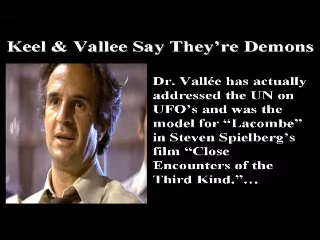 Keel & Vallee Say They're Demons
Dr. Vallée has actually
addressed the UN on
UFO's and was the
model for “Lacombe”
in Steven Spielberg's
film “Close
Encounters of the
Third Kind.”...